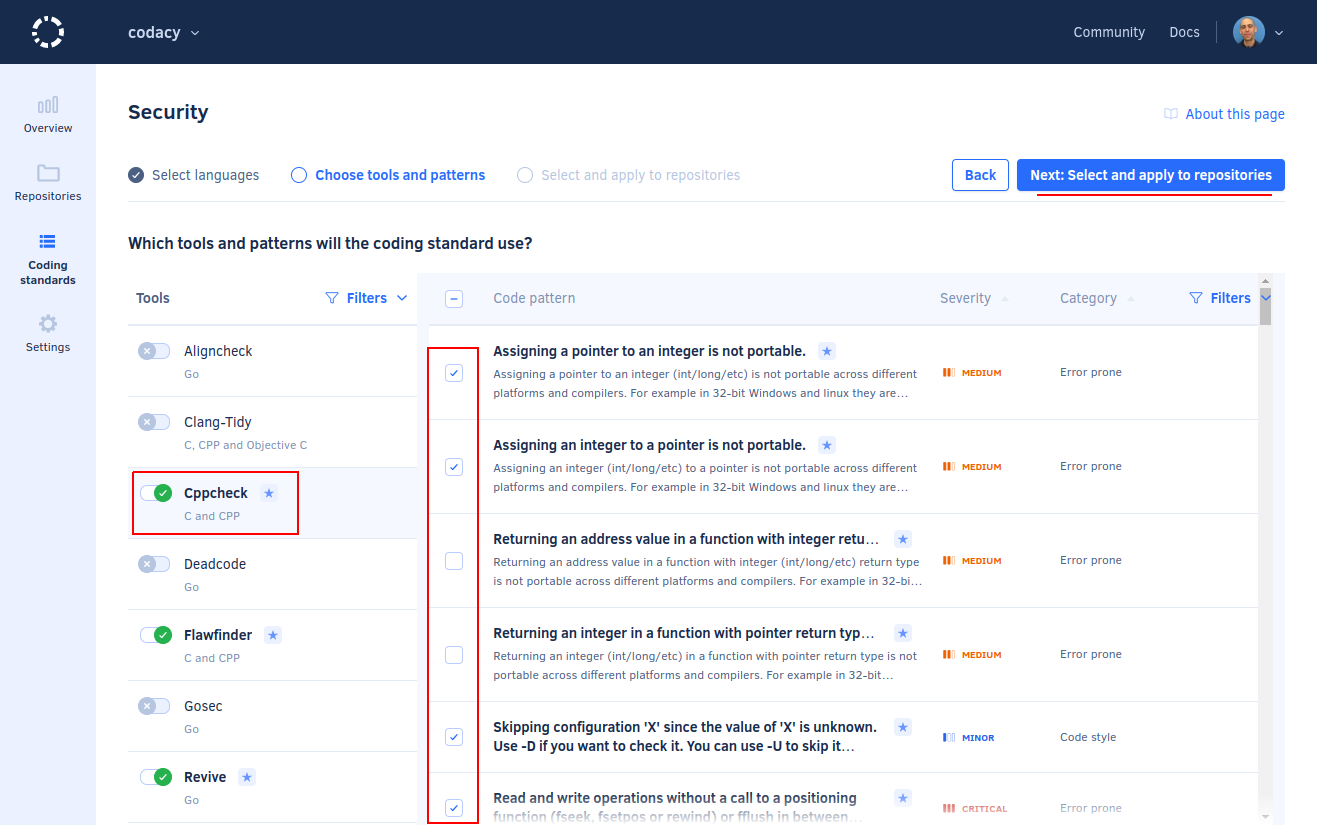 codacy
Community
Docs
Overview
Repositories
Coding
standards
Settings
Security
About this page
Select languages
Choose tools and patterns
Select and apply to repositories
Back
Next: Select and apply to repositories
Which tools and patterns will the coding standard use?
Tools
Filters
Aligncheck
Go
Clang-Tidy
C, CPP and Objective C
Cppcheck
C and CPP
Deadcode
Go
Flawfinder
C and CPP
Gosec
Go
Revive
Go
Code pattern
Severity
Category
Filters
Assigning a pointer to an integer is not portable.
Assigning a pointer to an integer (int/long/etc) is not portable across different
platforms and compilers. For example in 32-bit Windows and linux they are…
MEDIUM
Error prone
Assigning an integer to a pointer is not portable.
Assigning an integer (int/long/etc) to a pointer is not portable across different
platforms and compilers. For example in 32-bit Windows and linux they are…
MEDIUM
Error prone
Returning an address value in a function with integer retu…
Returning an address value in a function with integer (int/long/etc) return type
is not portable across different platforms and compilers. For example in 32-bi…
MEDIUM
Error prone
Returning an integer in a function with pointer return typ…
Returning an integer (int/long/etc) in a function with pointer return type is not
portable across different platforms and compilers. For example in 32-bit…
MEDIUM
Error prone
Skipping configuration 'X' since the value of 'X' is unknown.
Use -D if you want to check it. You can use -U to skip it…
MINOR
Code style
Read and write operations without a call to a positioning
function (fseek, fsetpos or rewind) or fflush in between…
CRITICAL
Error prone